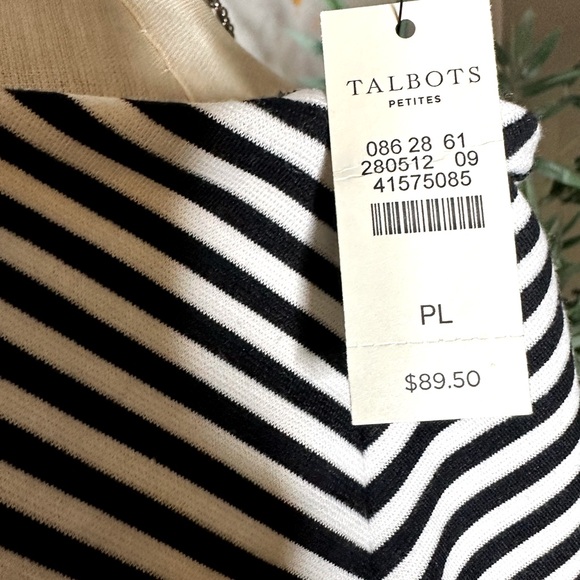 TALBOTS
PETITES
086 28 61
280512 09
41575085
PL
$89.50